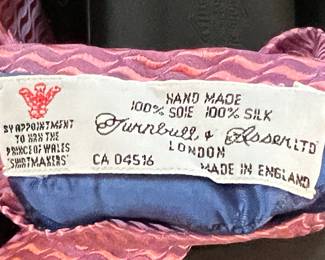 HAND MADE
100% SOIE 100% SILK
Turnbull & Asser LTD
LONDON
MADE IN ENGLAND
BY APPOINTMENT
TO HRH THE
PRINCE OF WALES
'SHIRTMAKERS'
CA 04516